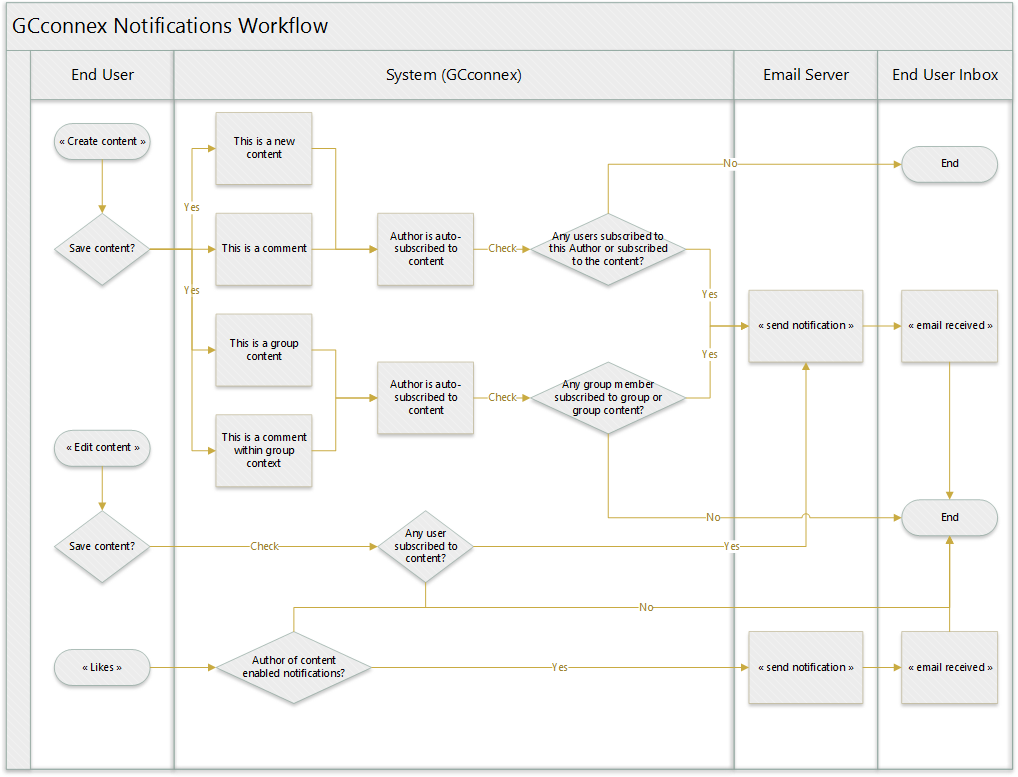 GCconnex Notifications Workflow
End User
System (GCconnex)
Email Server
End User Inbox
« Create content »
Save content?
Yes
Yes
This is a new
content
This is a comment
This is a group
content
This is a comment
within group
context
Author is auto-
subscribed to
content
Check
Any users subscribed to
this Author or subscribed
to the content?
No
End
Yes
Author is auto-
subscribed to
content
Check
Any group member
subscribed to group or
group content?
Yes
No
« send notification »
« email received »
End
« Edit content »
Save content?
Check
Any user
subscribed to
content?
Yes
No
« Likes »
Author of content
enabled notifications?
Yes
« send notification »
« email received »